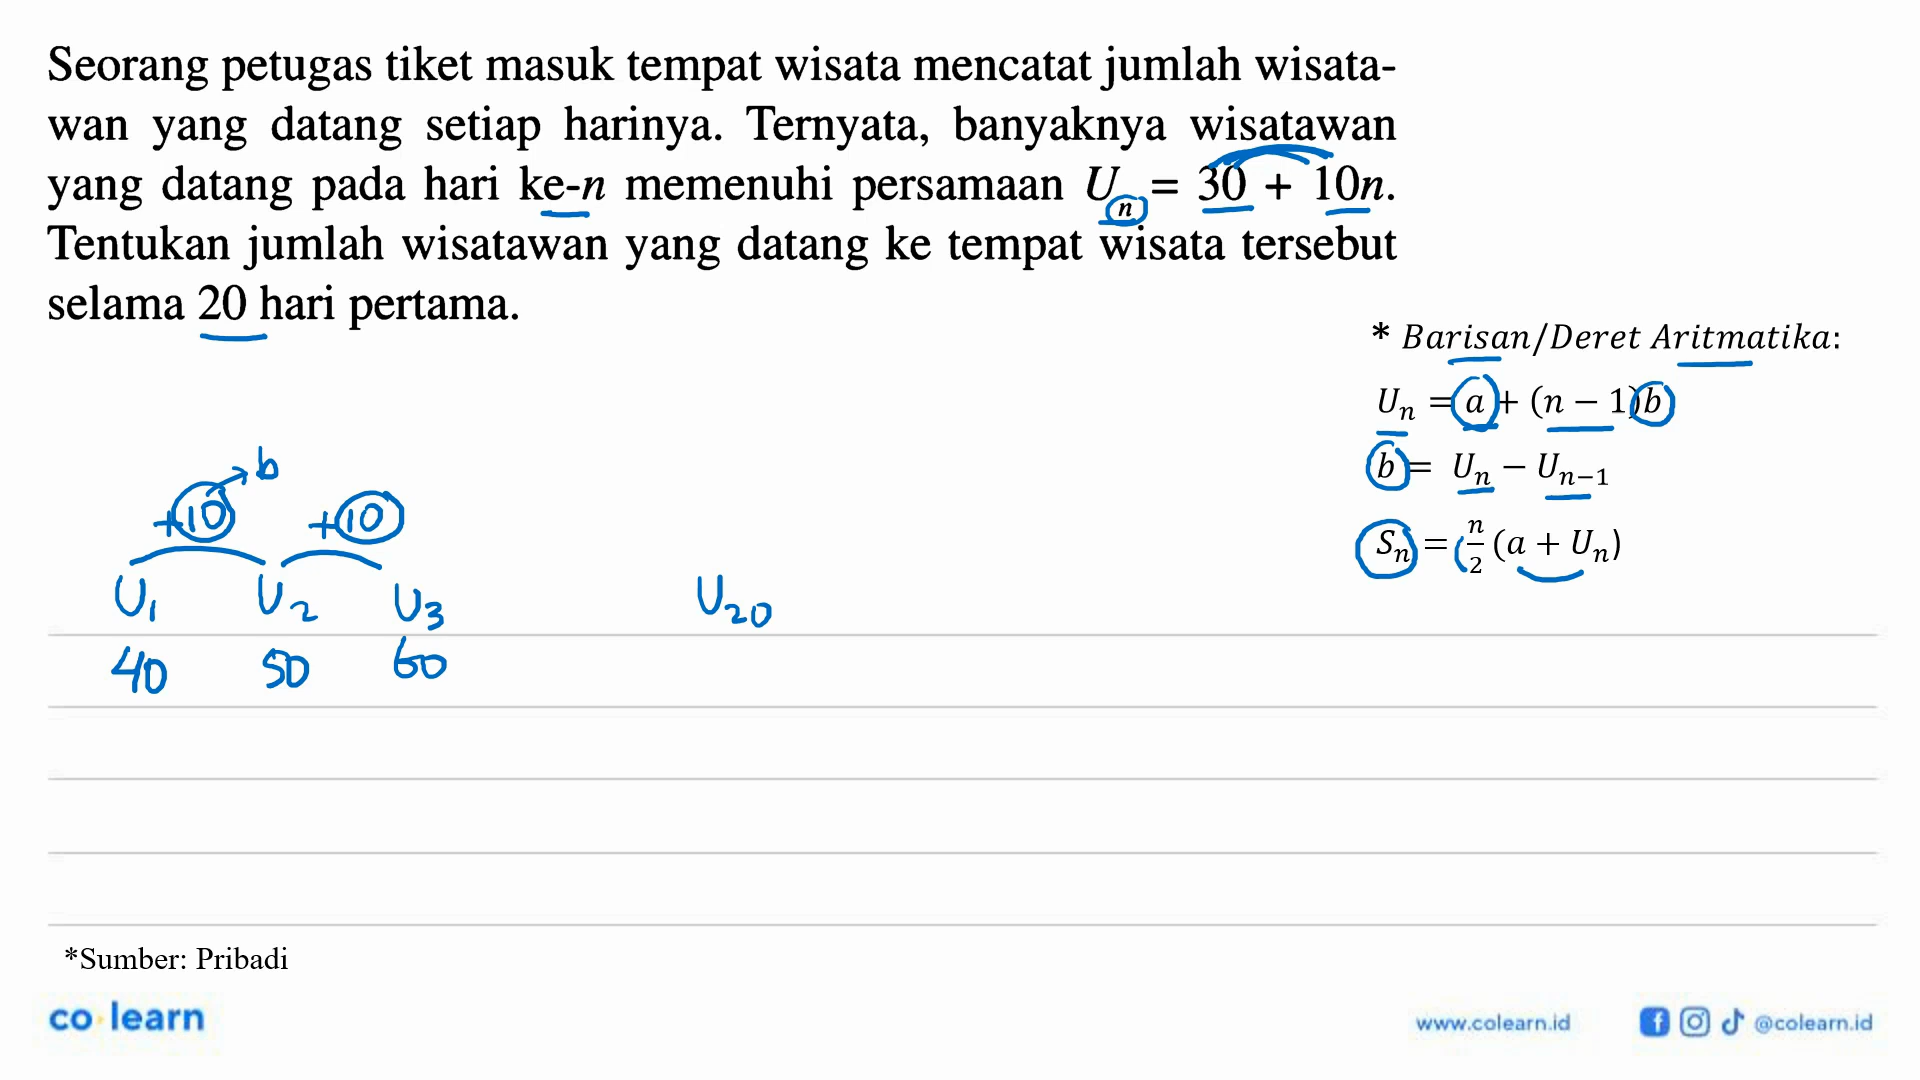 Seorang petugas tiket masuk tempat wisata mencatat jumlah wisata-
wan yang datang setiap harinya. Ternyata, banyaknya wisatawan
yang datang pada hari ke-n memenuhi persamaan Uₙ = 30 + 10n.
Tentukan jumlah wisatawan yang datang ke tempat wisata tersebut
selama 20 hari pertama.
* Barisan/Deret Aritmatika:
Uₙ = a + (n − 1)b
b = Uₙ − Uₙ₋₁
Sₙ = n/2 (a + Uₙ)
b
+10 +10
U₁ U₂ U₃ U₂₀
40 50 60
*Sumber: Pribadi
co learn
www.colearn.id @colearn.id